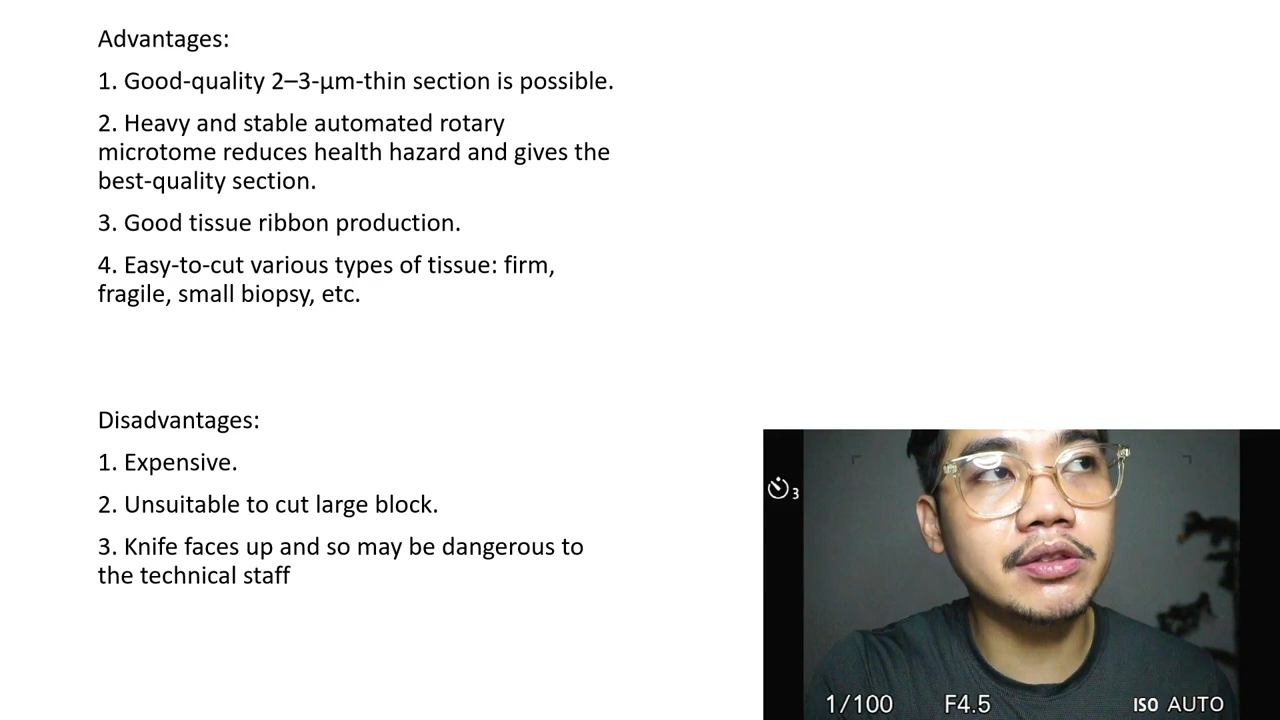 Advantages:
1. Good-quality 2–3-μm-thin section is possible.
2. Heavy and stable automated rotary
microtome reduces health hazard and gives the
best-quality section.
3. Good tissue ribbon production.
4. Easy-to-cut various types of tissue: firm,
fragile, small biopsy, etc.
Disadvantages:
1. Expensive.
2. Unsuitable to cut large block.
3. Knife faces up and so may be dangerous to
the technical staff
3
1/100 F4.5 ISO AUTO